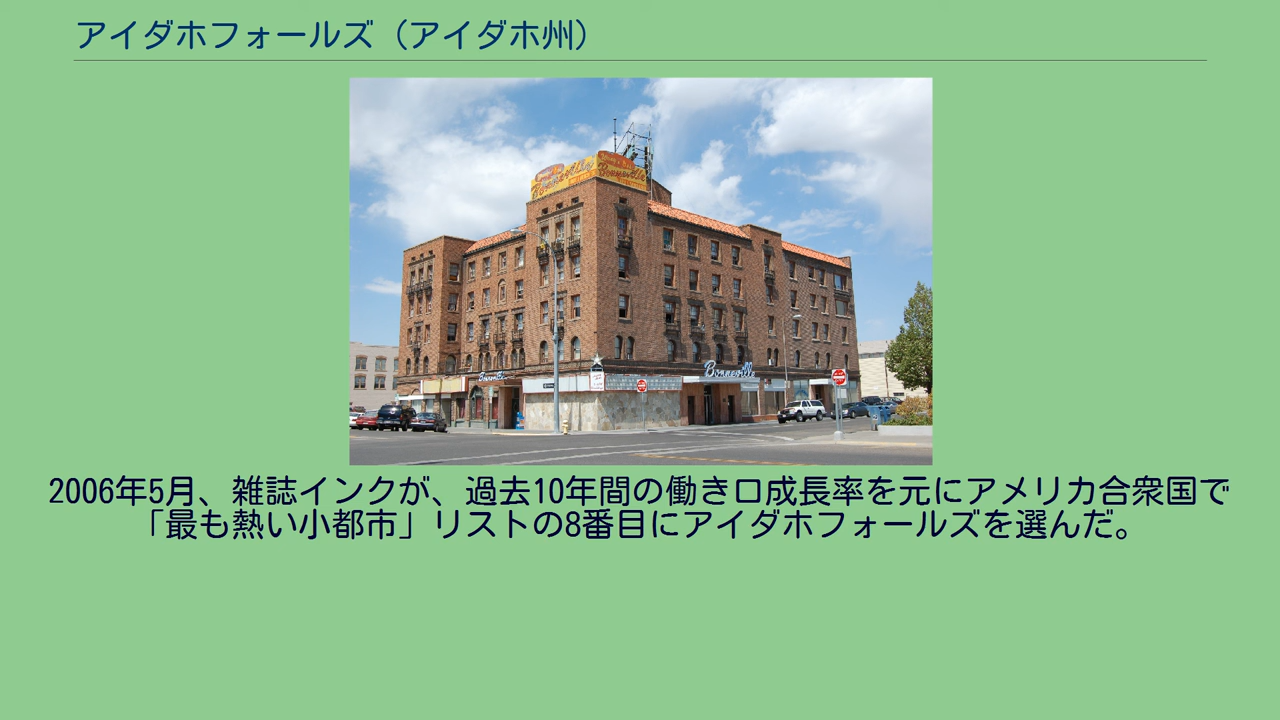 アイダホフォールズ（アイダホ州）
Bonneville
Bonneville
Bonneville
Bonneville
2006年5月、雑誌インクが、過去10年間の働き口成長率を元にアメリカ合衆国で
「最も熱い小都市」リストの8番目にアイダホフォールズを選んだ。